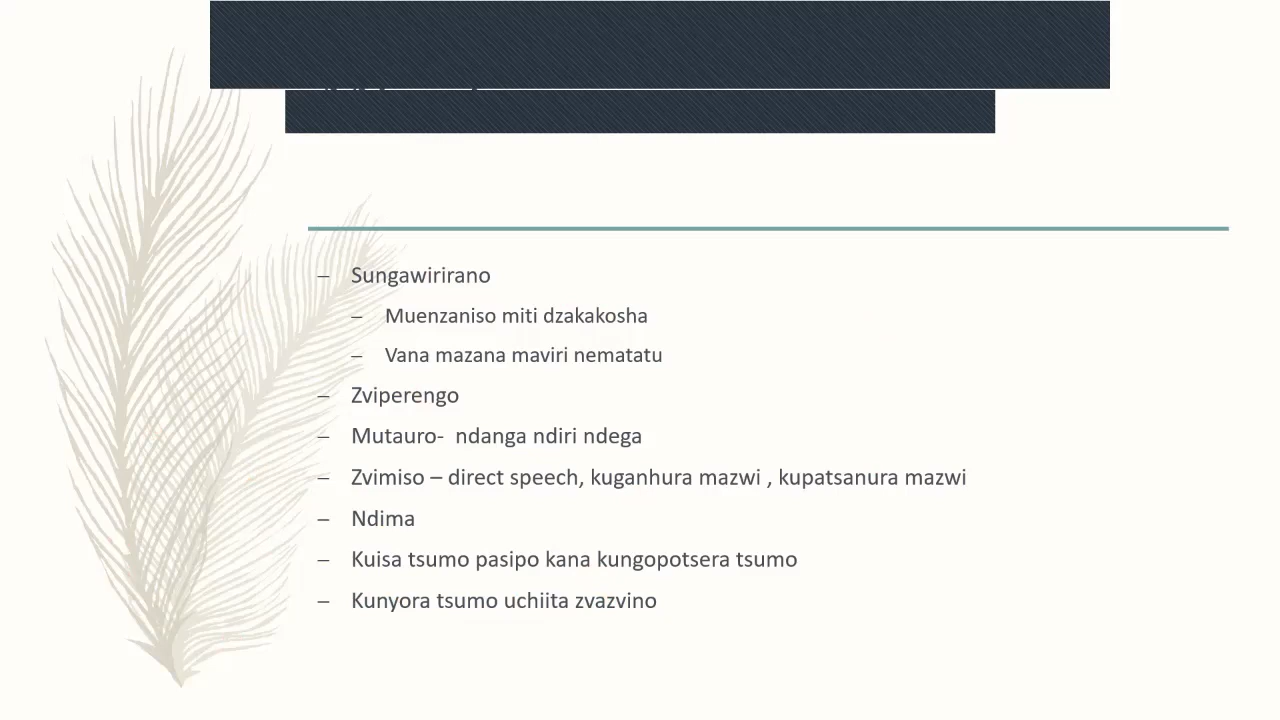 – Sungawirirano
– Muenzaniso miti dzakakosha
– Vana mazana maviri nematatu
– Zviperengo
– Mutauro- ndanga ndiri ndega
– Zvimiso – direct speech, kuganhura mazwi , kupatsanura mazwi
– Ndima
– Kuisa tsumo pasipo kana kungopotsera tsumo
– Kunyora tsumo uchiita zvazvino